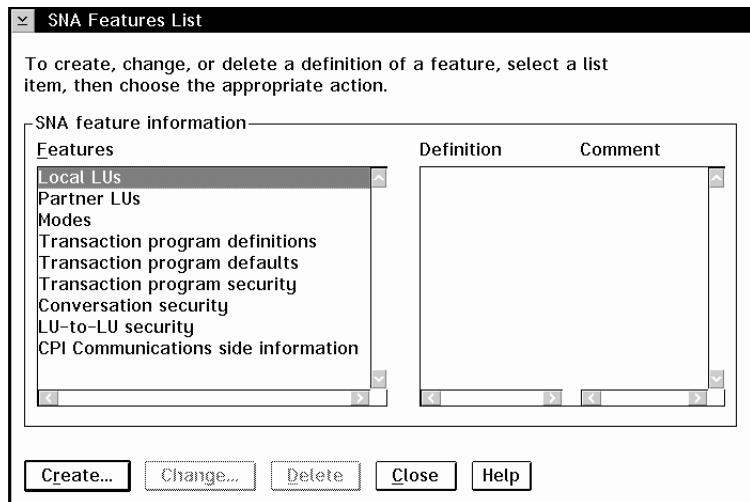 SNA Features List
To create, change, or delete a definition of a feature, select a list
item, then choose the appropriate action.
SNA feature information
Features
Definition
Comment
Local LUs
Partner LUs
Modes
Transaction program definitions
Transaction program defaults
Transaction program security
Conversation security
LU-to-LU security
CPI Communications side information
Create...
Change...
Delete
Close
Help